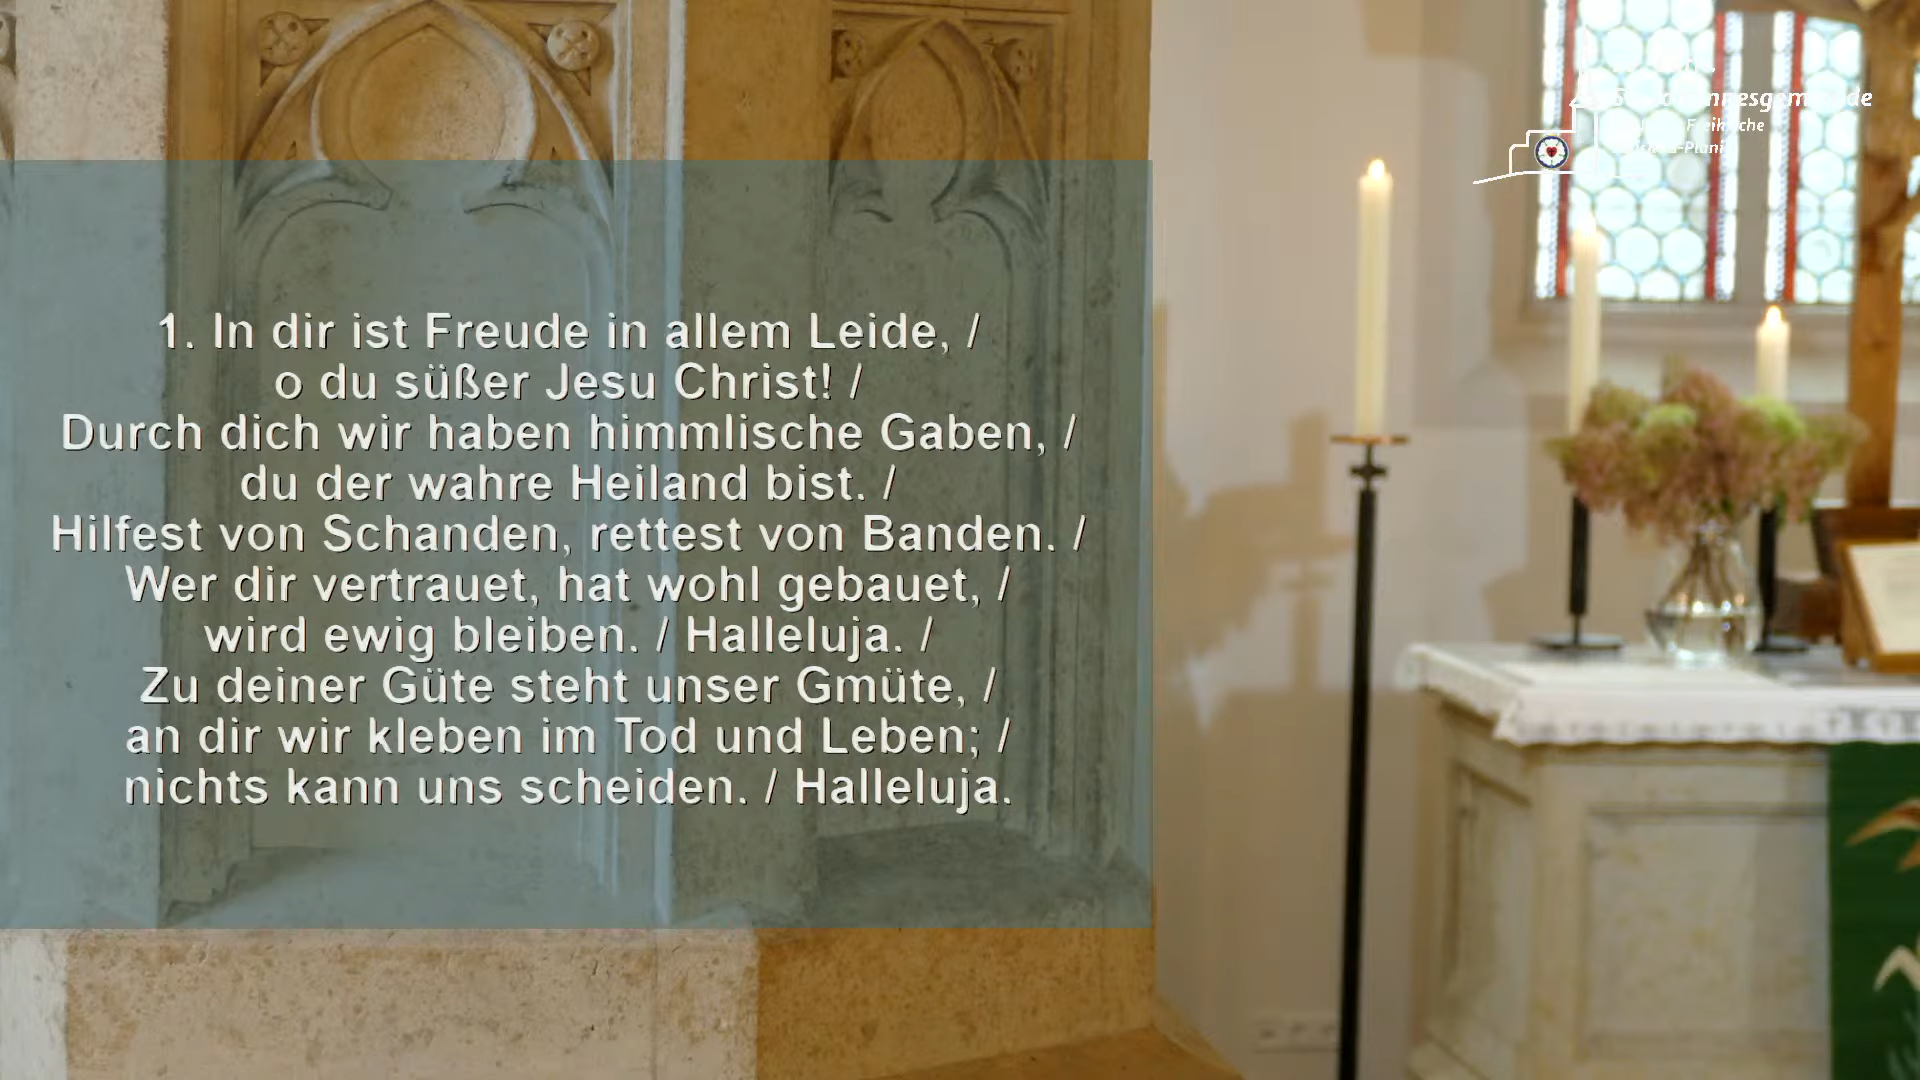 1. In dir ist Freude in allem Leide, /
o du süßer Jesu Christ! /
Durch dich wir haben himmlische Gaben, /
du der wahre Heiland bist. /
Hilfest von Schanden, rettest von Banden. /
Wer dir vertrauet, hat wohl gebauet, /
wird ewig bleiben. / Halleluja. /
Zu deiner Güte steht unser Gmüte, /
an dir wir kleben im Tod und Leben; /
nichts kann uns scheiden. / Halleluja.